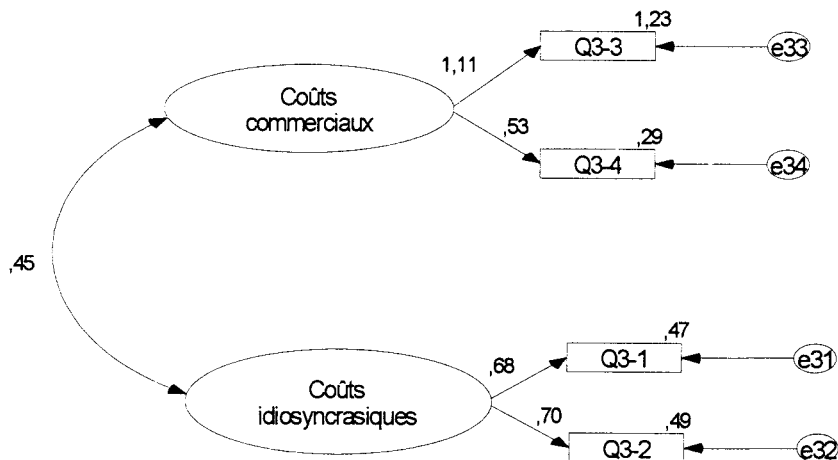 1,23
Q3-3
e33
1,11
Coûts
commerciaux
,53
,29
Q3-4
e34
,45
,47
Q3-1
e31
,68
Coûts
idiosyncrasiques
,70
,49
Q3-2
e32